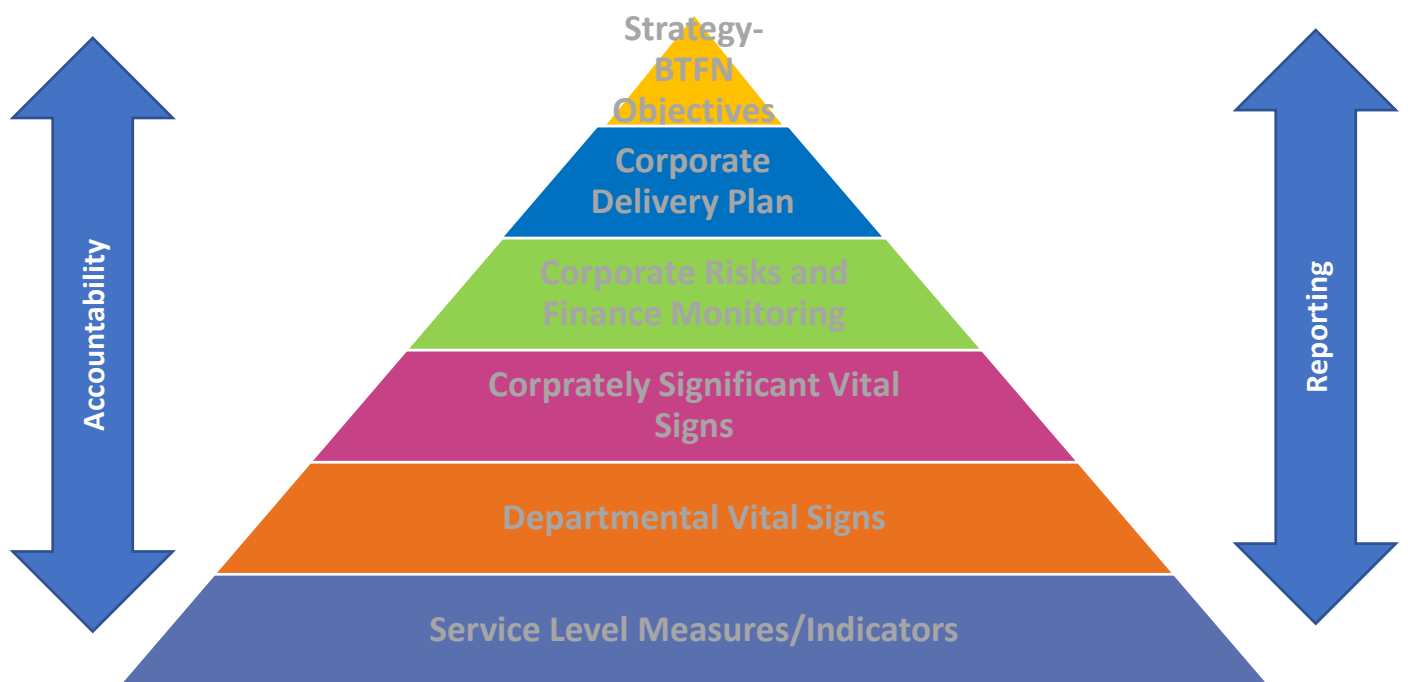 Strategy-
BTFN
Objectives
Corporate
Delivery Plan
Corporate Risks and
Finance Monitoring
Corprately Significant Vital
Signs
Departmental Vital Signs
Service Level Measures/Indicators
Accountability
Reporting